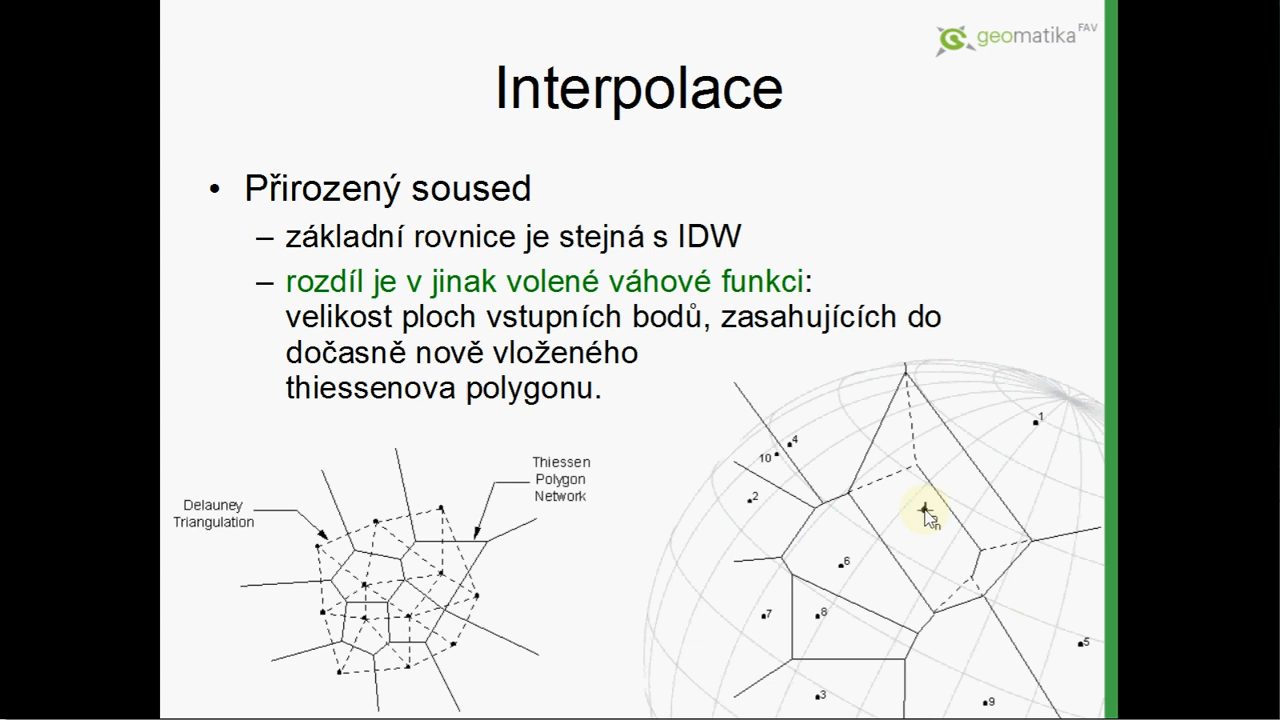 geomatika FAV
Interpolace
• Přirozený soused
– základní rovnice je stejná s IDW
– rozdíl je v jinak volené váhové funkci:
velikost ploch vstupních bodů, zasahujících do
dočasně nově vloženého
thiessenova polygonu.
Thiessen
Polygon
Network
Delauney
Triangulation
1
4
10
2
n
6
7
8
5
3
9